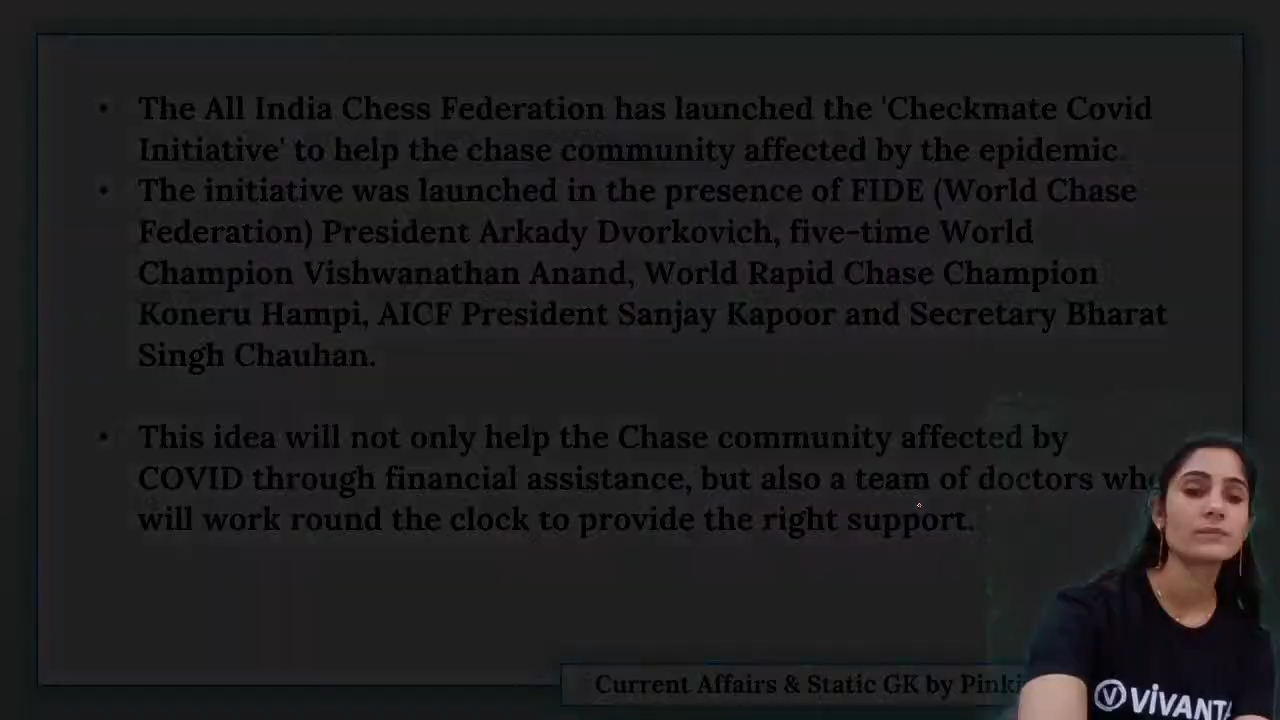 • The All India Chess Federation has launched the 'Checkmate Covid
Initiative' to help the chase community affected by the epidemic.
• The initiative was launched in the presence of FIDE (World Chase
Federation) President Arkady Dvorkovich, five-time World
Champion Vishwanathan Anand, World Rapid Chase Champion
Koneru Hampi, AICF President Sanjay Kapoor and Secretary Bharat
Singh Chauhan.
• This idea will not only help the Chase community affected by
COVID through financial assistance, but also a team of doctors who
will work round the clock to provide the right support.
Current Affairs & Static GK by Pinki
VIVANTA